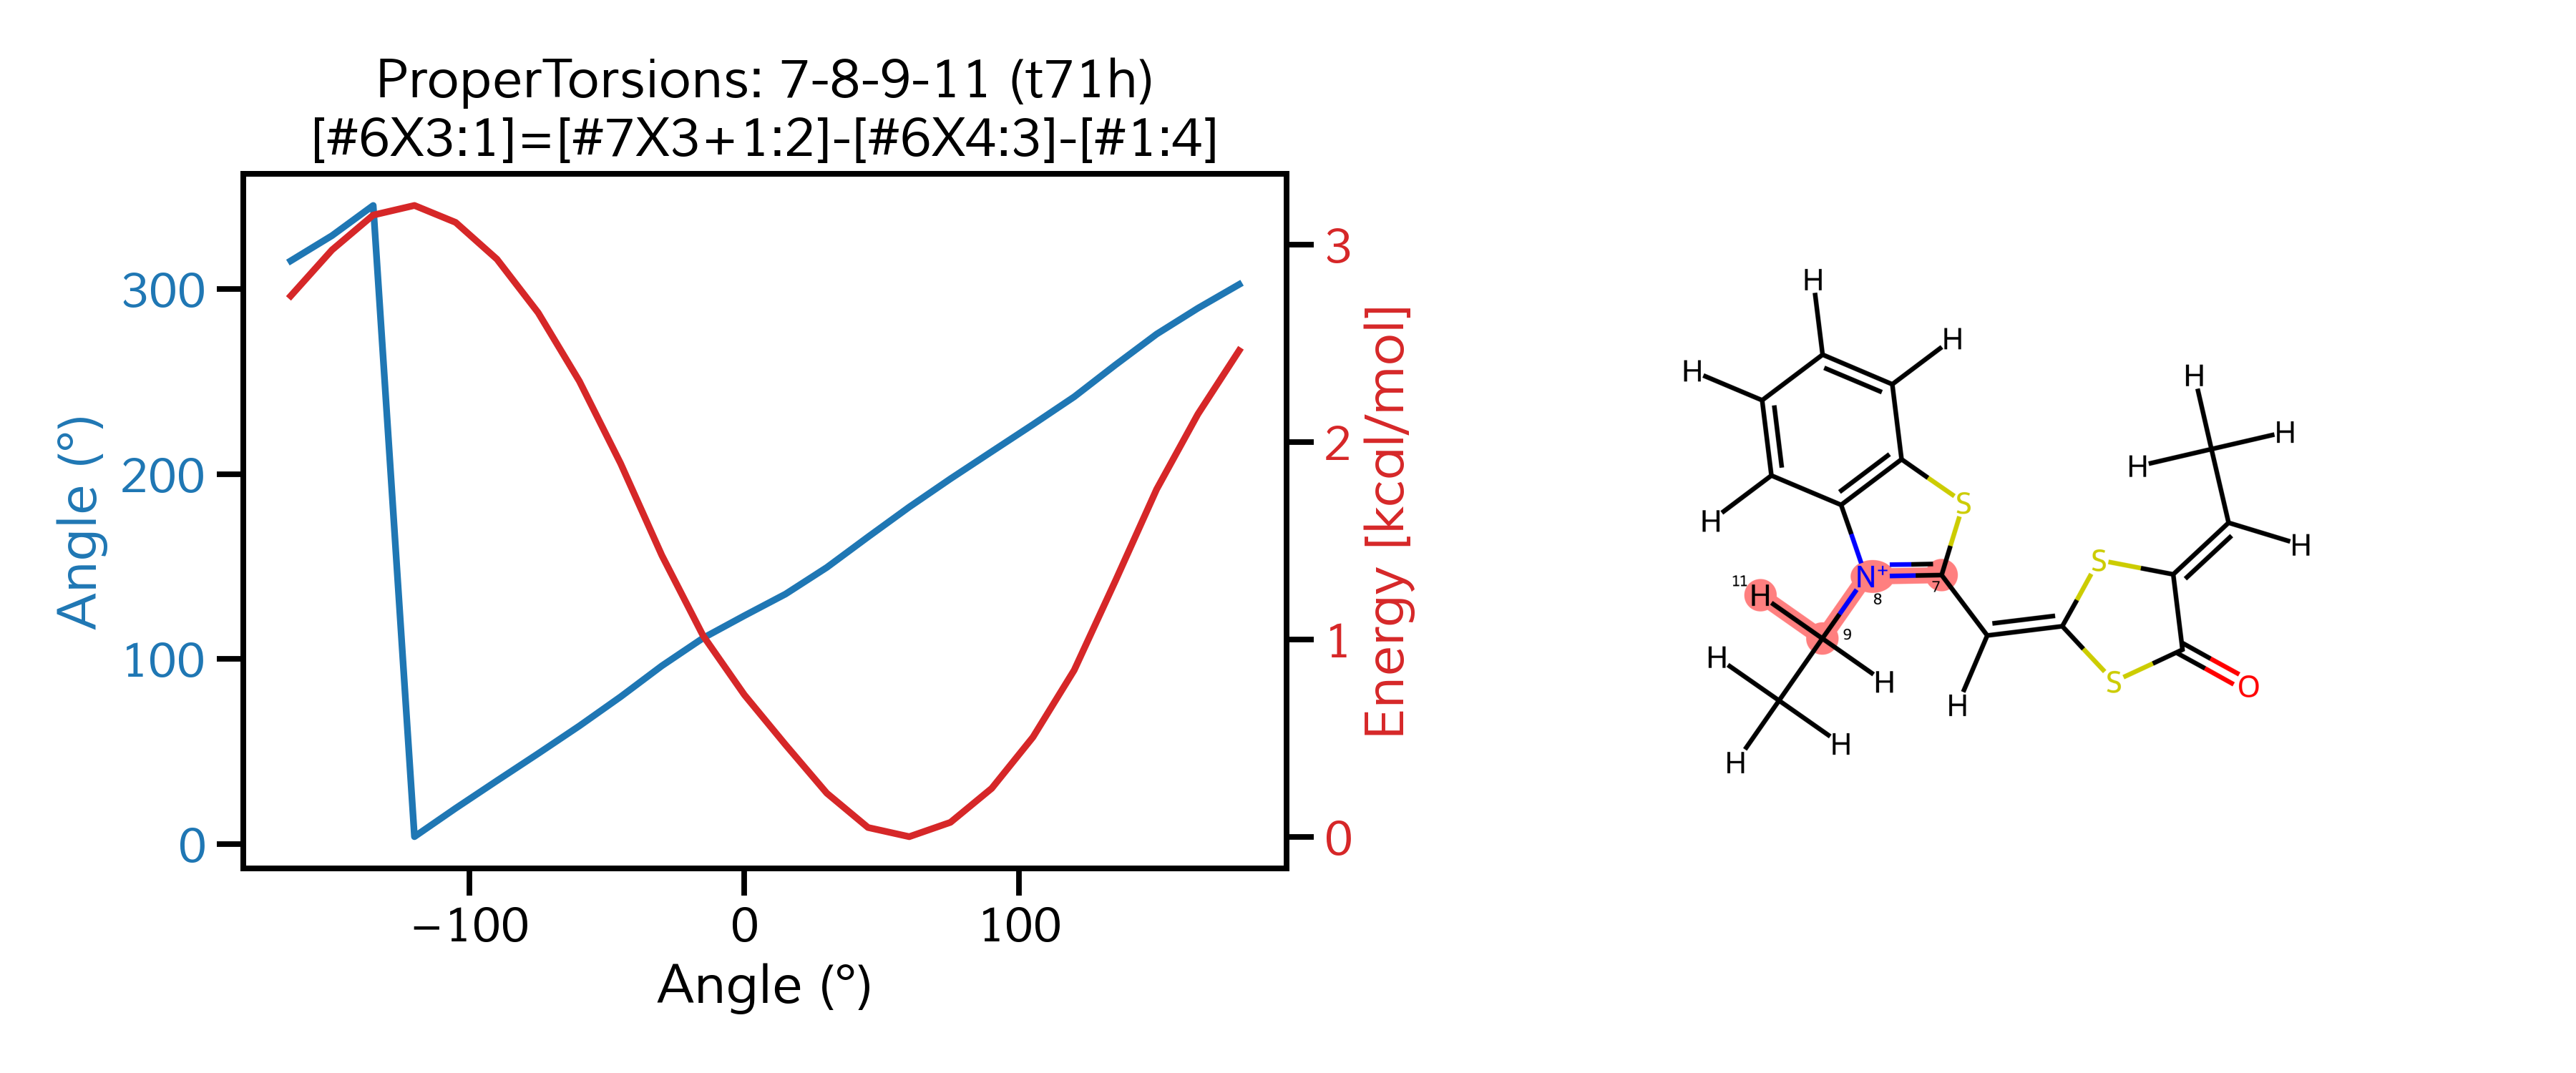 ProperTorsions: 7-8-9-11 (t71h)
[#6X3:1]=[#7X3+1:2]-[#6X4:3]-[#1:4]
Angle (°)
300
200
100
0
3
2
1
0
Energy [kcal/mol]
−100
0
100
Angle (°)
H
H
H
H
S
N+
8
7
11
H
9
H
H
H
H
H
S
S
O
H
H
H
H